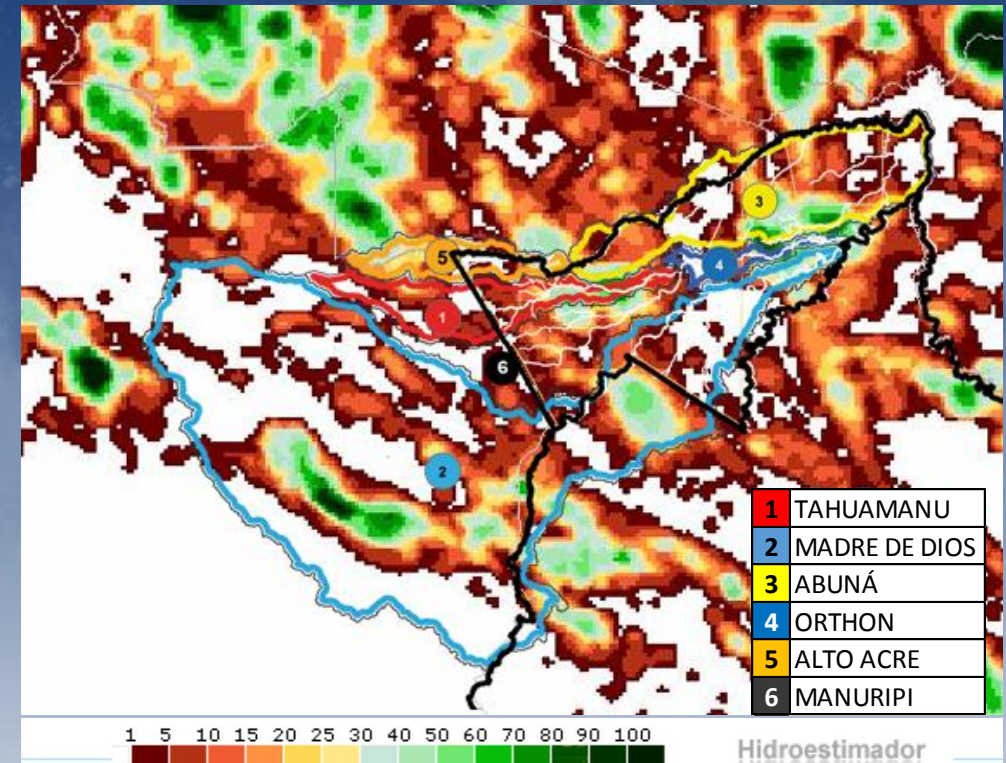 3
5
4
1
6
2
1 TAHUAMANU
2 MADRE DE DIOS
3 ABUNÁ
4 ORTHON
5 ALTO ACRE
6 MANURIPI
1 5 10 15 20 25 30 40 50 60 70 80 90 100
Hidroestimador